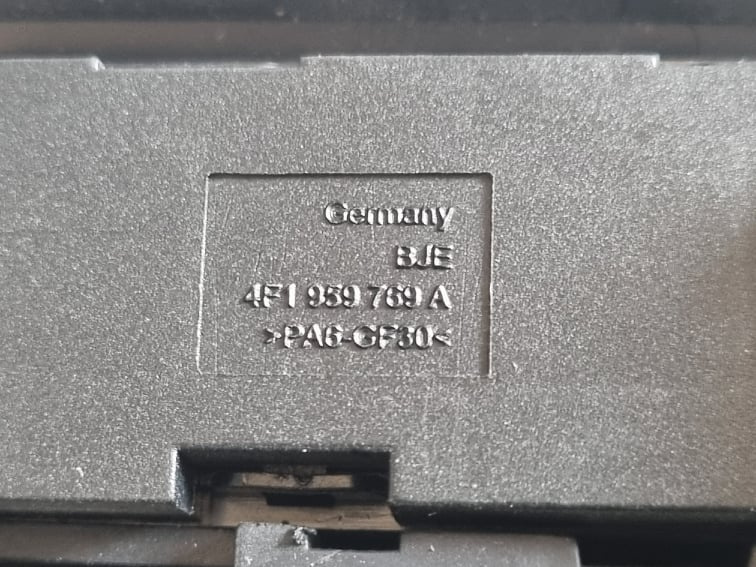 Germany
BJE
4F1 959 769 A
>PA6-GF30<